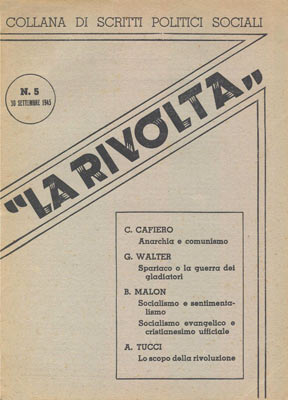 COLLANA DI SCRITTI POLITICI SOCIALI
N. 5
30 SETTEMBRE 1945
"LA RIVOLTA"
C. CAFIERO
Anarchia e comunismo
G. WALTER
Spartaco o la guerra dei
gladiatori
B. MALON
Socialismo e sentimenta-
lismo
Socialismo evangelico e
cristianesimo ufficiale
A. TUCCI
Lo scopo della rivoluzione